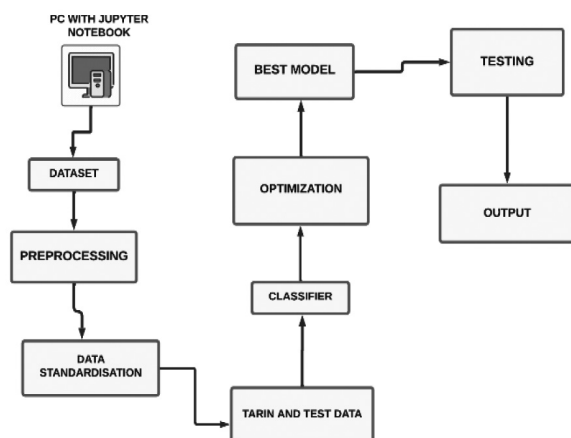 PC WITH JUPYTER
NOTEBOOK
DATASET
PREPROCESSING
DATA
STANDARDISATION
TARIN AND TEST DATA
CLASSIFIER
OPTIMIZATION
BEST MODEL
TESTING
OUTPUT